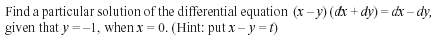 Find a particular solution of the differential equation (x – y) (dx + dy) = dx – dy,
given that y = –1, when x = 0. (Hint: put x – y = t)